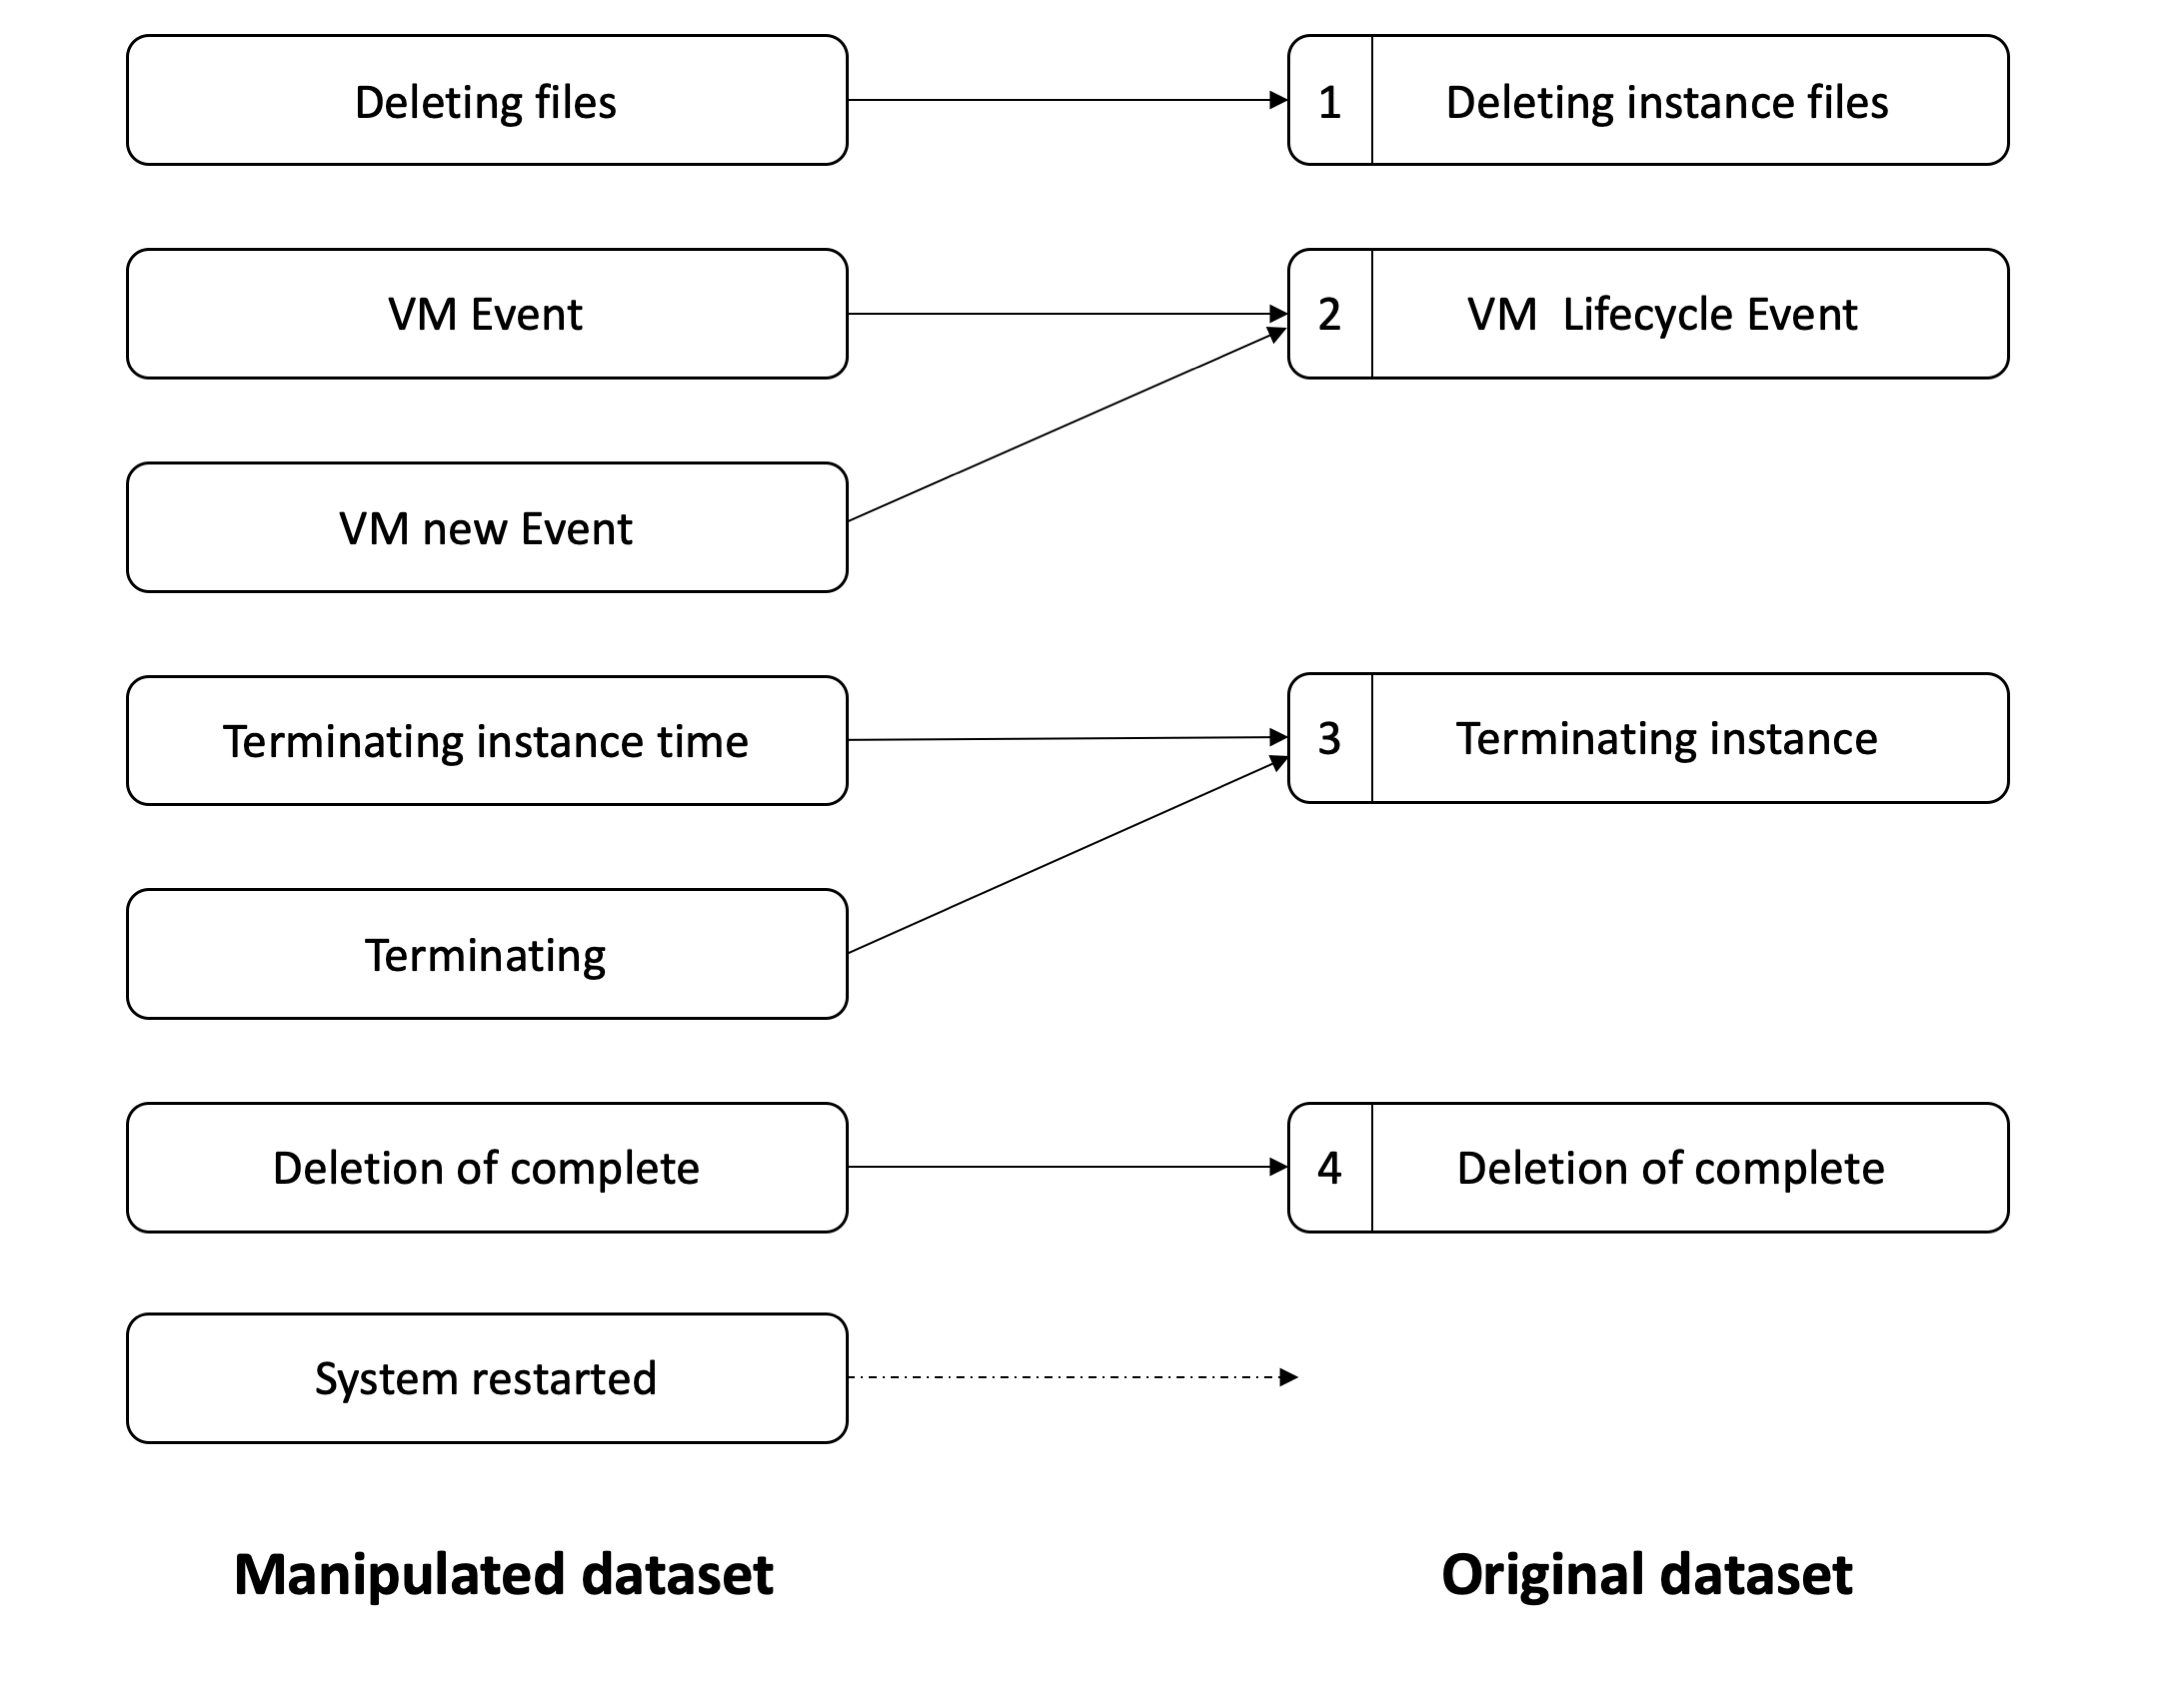 Deleting files
1 Deleting instance files
VM Event
2 VM Lifecycle Event
VM new Event
Terminating instance time
3 Terminating instance
Terminating
Deletion of complete
4 Deletion of complete
System restarted
Manipulated dataset
Original dataset